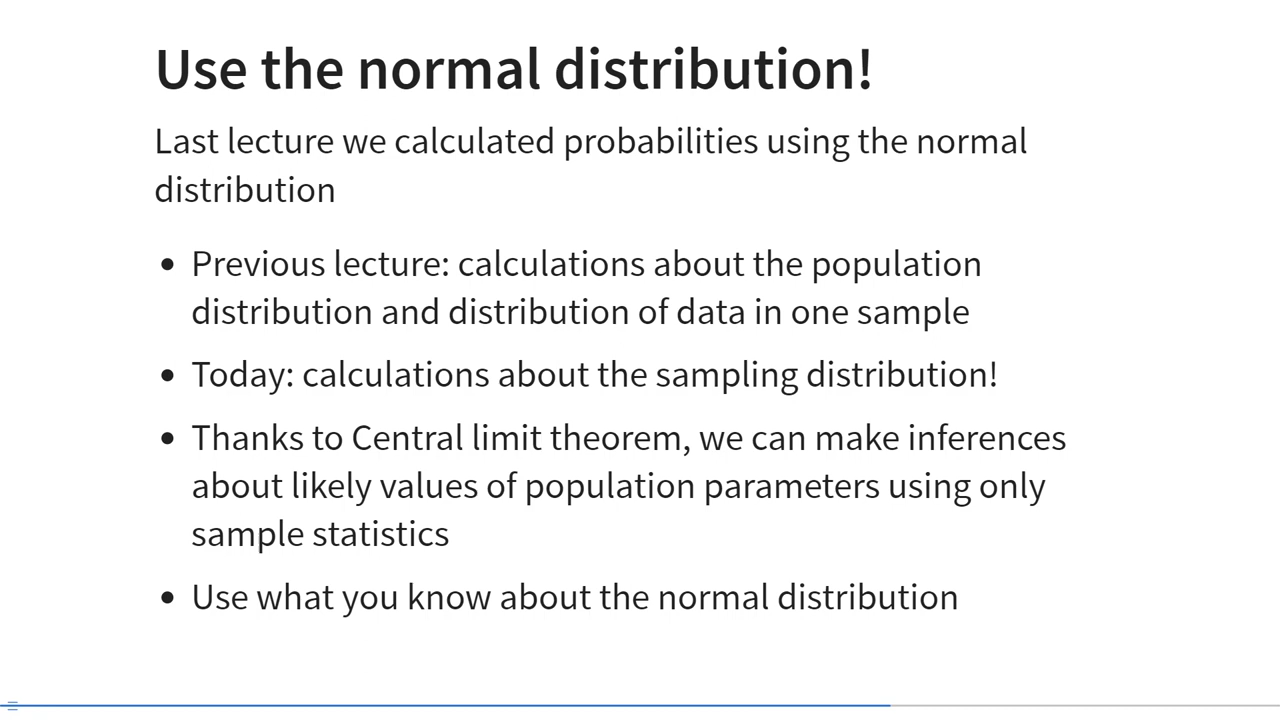 Use the normal distribution!
Last lecture we calculated probabilities using the normal
distribution
• Previous lecture: calculations about the population
distribution and distribution of data in one sample
• Today: calculations about the sampling distribution!
• Thanks to Central limit theorem, we can make inferences
about likely values of population parameters using only
sample statistics
• Use what you know about the normal distribution